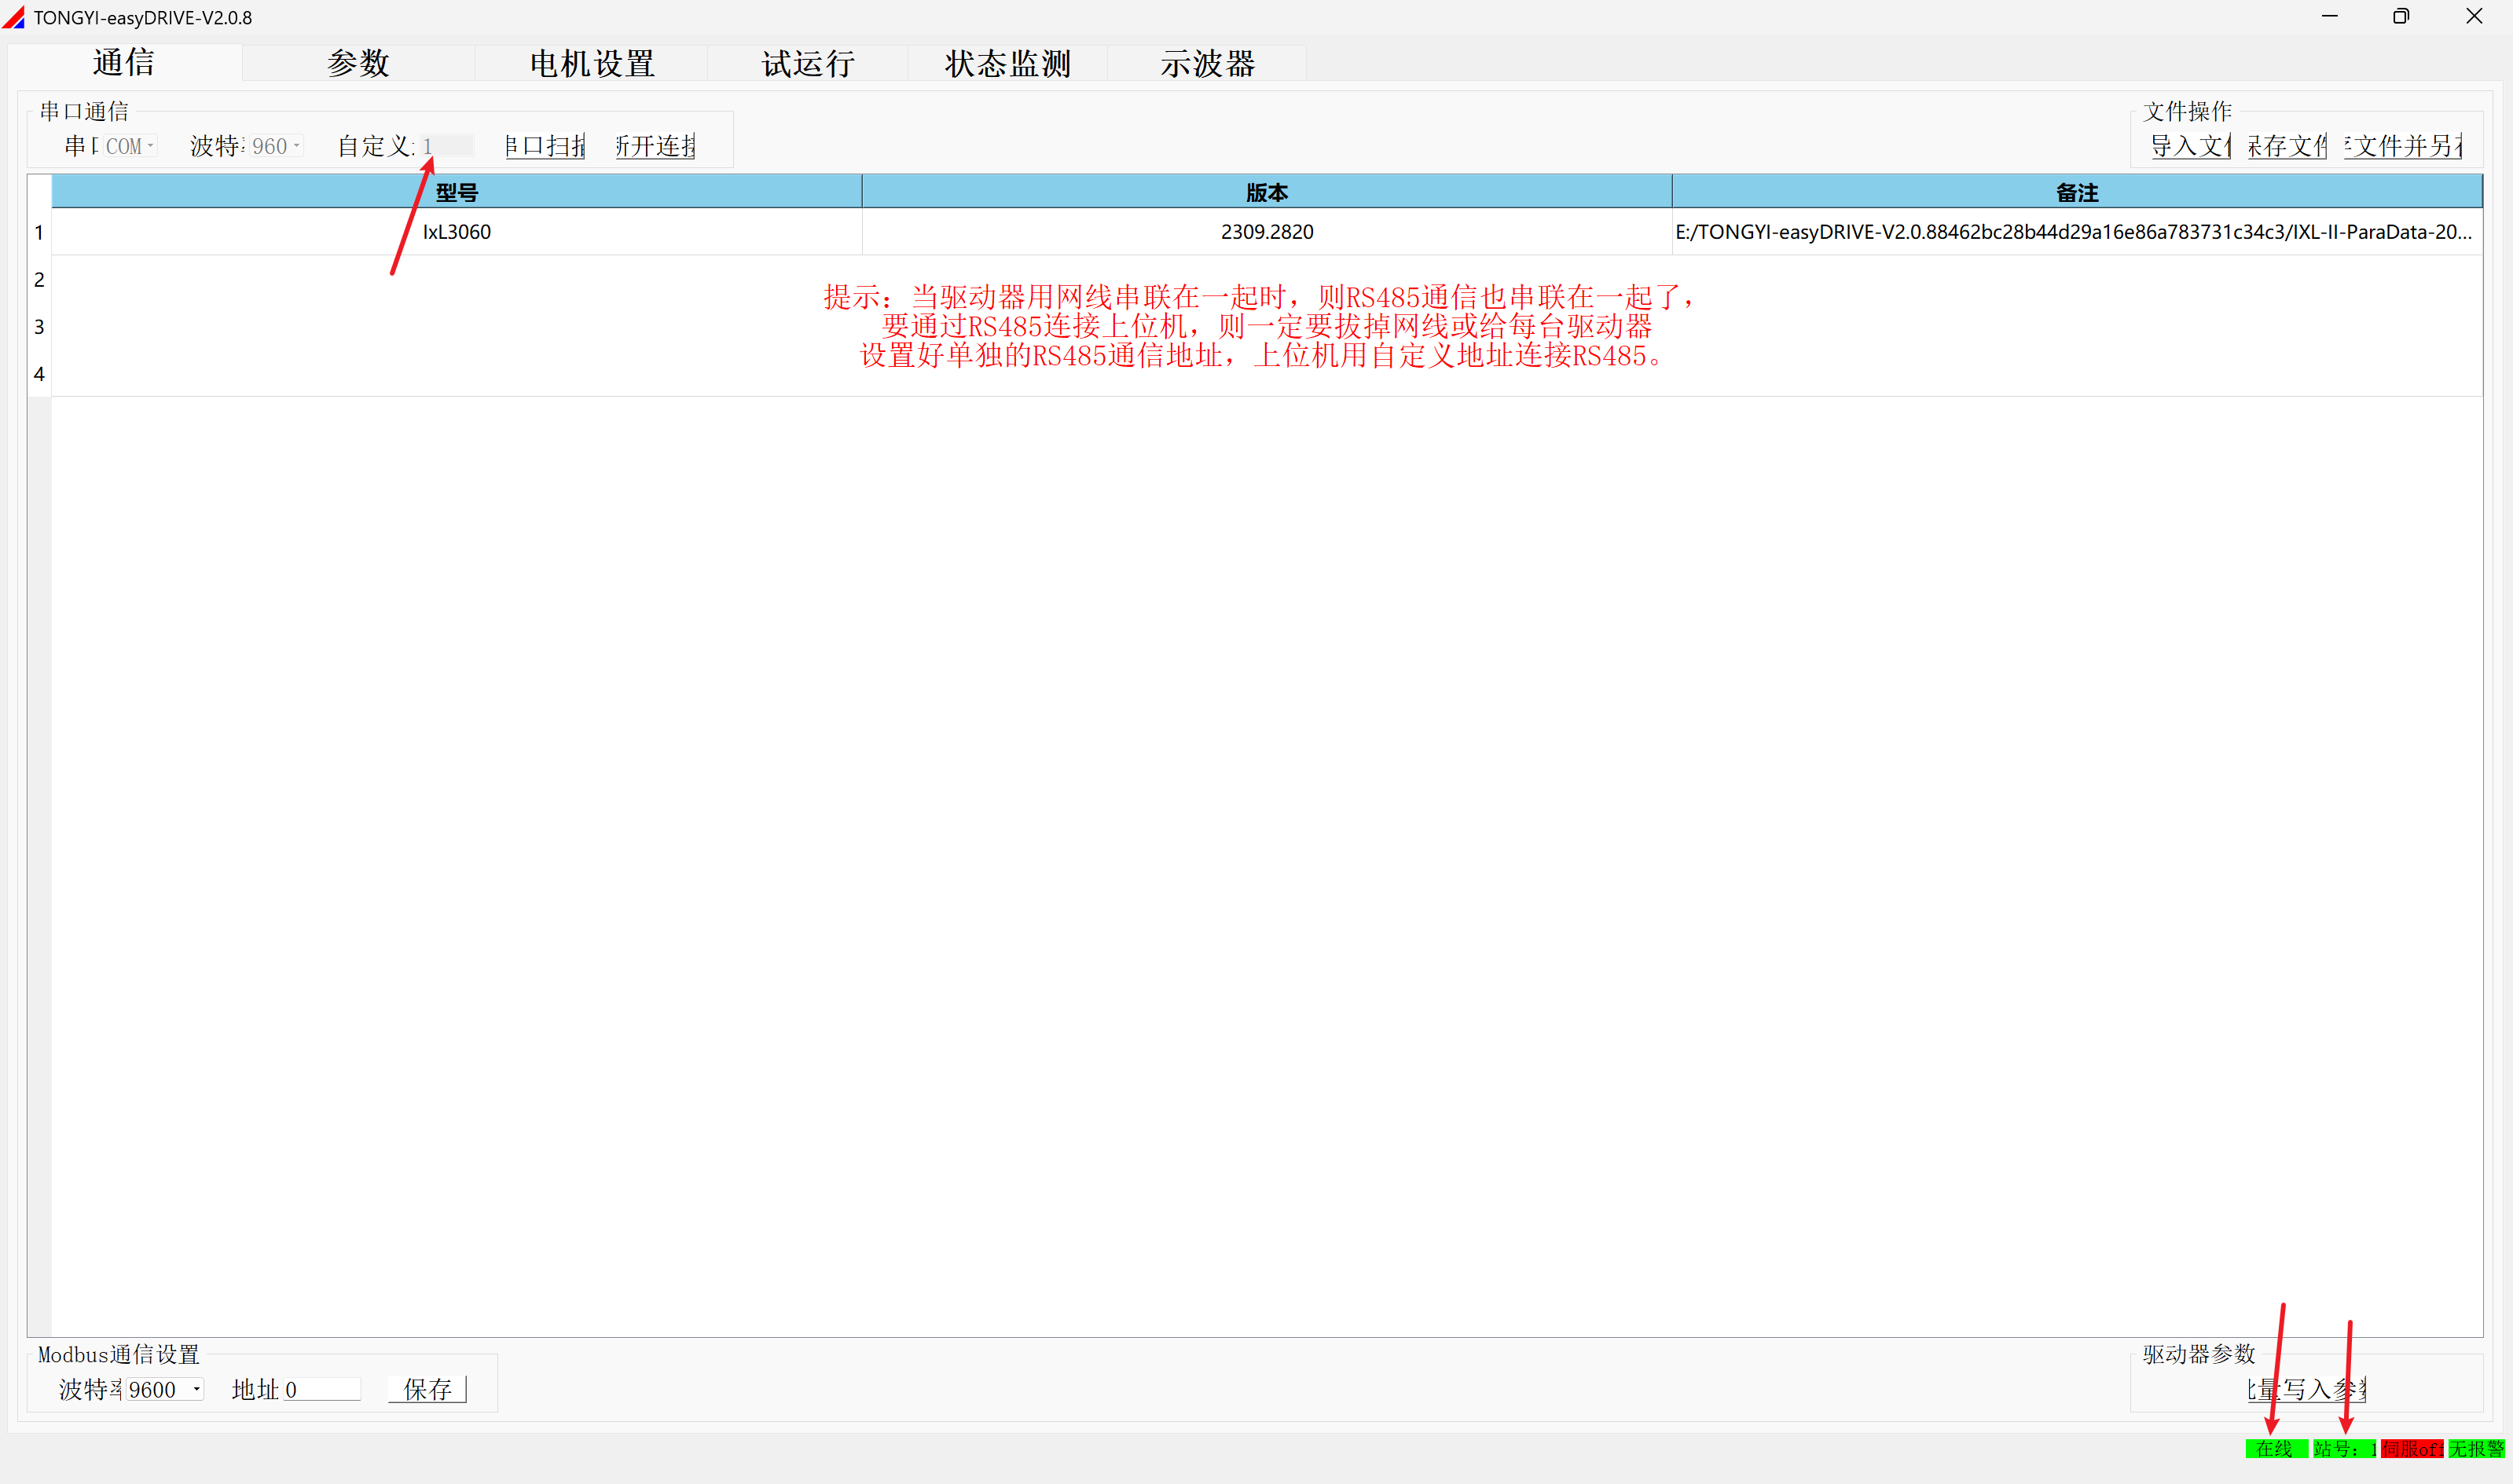 TONGYI-easyDRIVE-V2.0.8
通信 参数 电机设置 试运行 状态监测 示波器
串口通信 文件操作
串口 COM 波特率 960 自定义: 1 串口扫描 断开连接 导入文件 保存文件 存文件并另存
型号 版本 备注
1 IxL3060 2309.2820 E:/TONGYI-easyDRIVE-V2.0.88462bc28b44d29a16e86a783731c34c3/IXL-II-ParaData-20...
2
3
4
提示：当驱动器用网线串联在一起时，则RS485通信也串联在一起了，
要通过RS485连接上位机，则一定要拔掉网线或给每台驱动器
设置好单独的RS485通信地址，上位机用自定义地址连接RS485。
Modbus通信设置 驱动器参数
波特率 9600 地址 0 保存 批量写入参数
在线 站号：1 伺服off 无报警